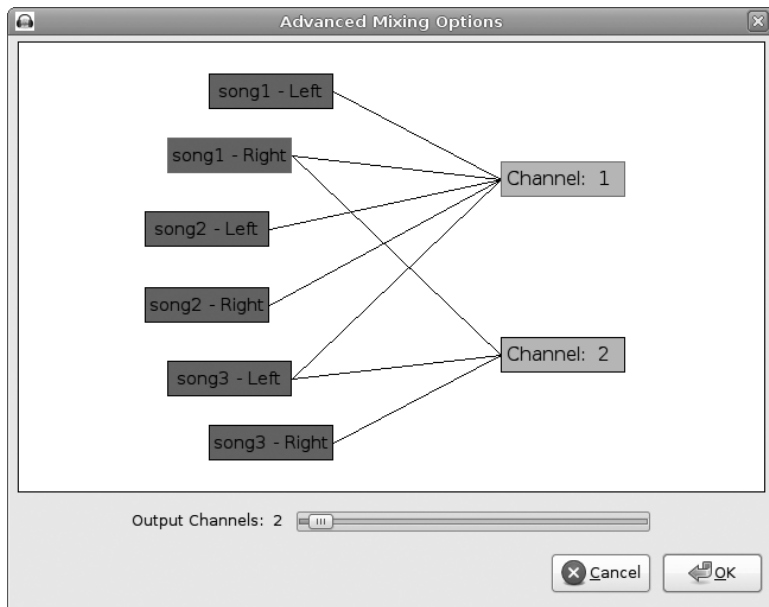 Advanced Mixing Options
song1 - Left
song1 - Right
Channel: 1
song2 - Left
song2 - Right
Channel: 2
song3 - Left
song3 - Right
Output Channels: 2
Cancel
OK